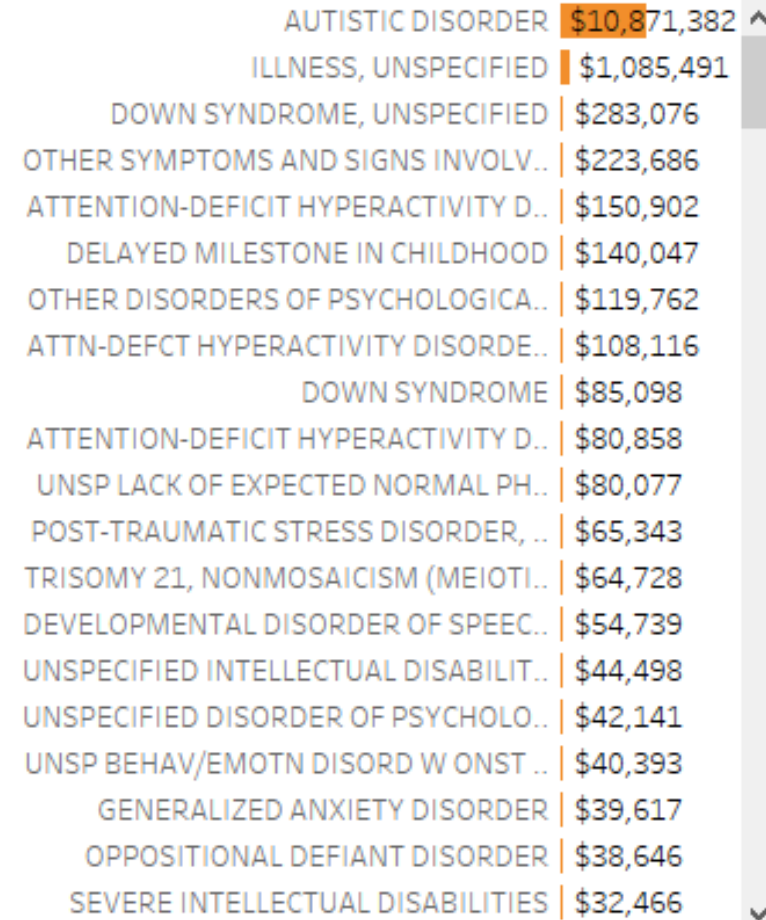 AUTISTIC DISORDER $10,871,382
ILLNESS, UNSPECIFIED $1,085,491
DOWN SYNDROME, UNSPECIFIED $283,076
OTHER SYMPTOMS AND SIGNS INVOLV.. $223,686
ATTENTION-DEFICIT HYPERACTIVITY D.. $150,902
DELAYED MILESTONE IN CHILDHOOD $140,047
OTHER DISORDERS OF PSYCHOLOGICA.. $119,762
ATTN-DEFCT HYPERACTIVITY DISORDE.. $108,116
DOWN SYNDROME $85,098
ATTENTION-DEFICIT HYPERACTIVITY D.. $80,858
UNSP LACK OF EXPECTED NORMAL PH.. $80,077
POST-TRAUMATIC STRESS DISORDER, .. $65,343
TRISOMY 21, NONMOSAICISM (MEIOTI.. $64,728
DEVELOPMENTAL DISORDER OF SPEEC.. $54,739
UNSPECIFIED INTELLECTUAL DISABILIT.. $44,498
UNSPECIFIED DISORDER OF PSYCHOLO.. $42,141
UNSP BEHAV/EMOTN DISORD W ONST .. $40,393
GENERALIZED ANXIETY DISORDER $39,617
OPPOSITIONAL DEFIANT DISORDER $38,646
SEVERE INTELLECTUAL DISABILITIES $32,466